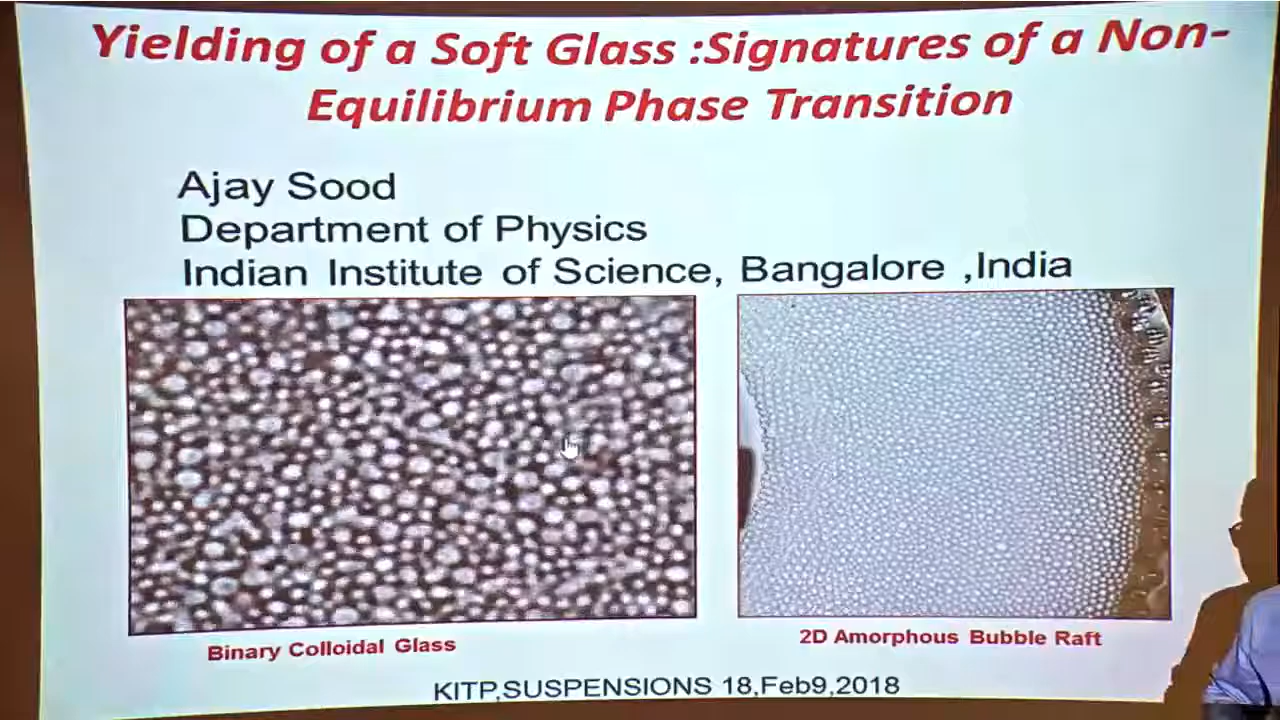 Yielding of a Soft Glass :Signatures of a Non-
Equilibrium Phase Transition
Ajay Sood
Department of Physics
Indian Institute of Science, Bangalore ,India
Binary Colloidal Glass
2D Amorphous Bubble Raft
KITP,SUSPENSIONS 18,Feb9,2018